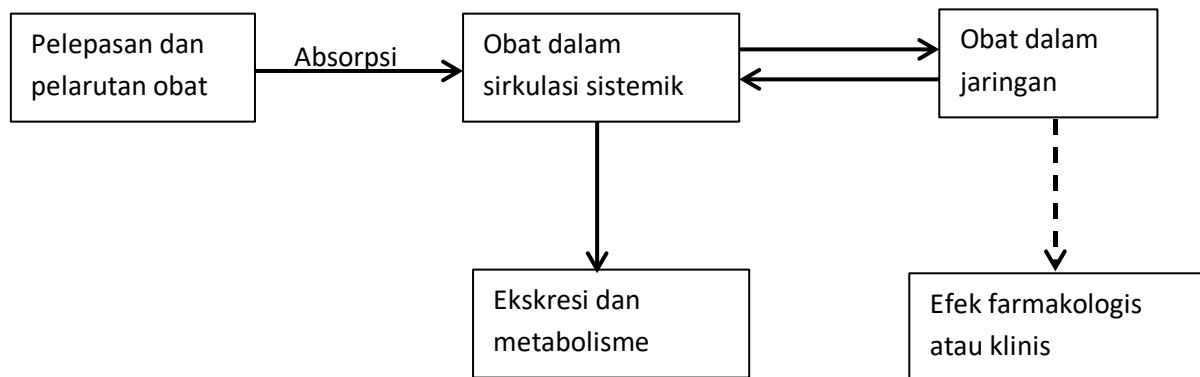 Pelepasan dan
pelarutan obat
Absorpsi
Obat dalam
sirkulasi sistemik
Obat dalam
jaringan
Ekskresi dan
metabolisme
Efek farmakologis
atau klinis